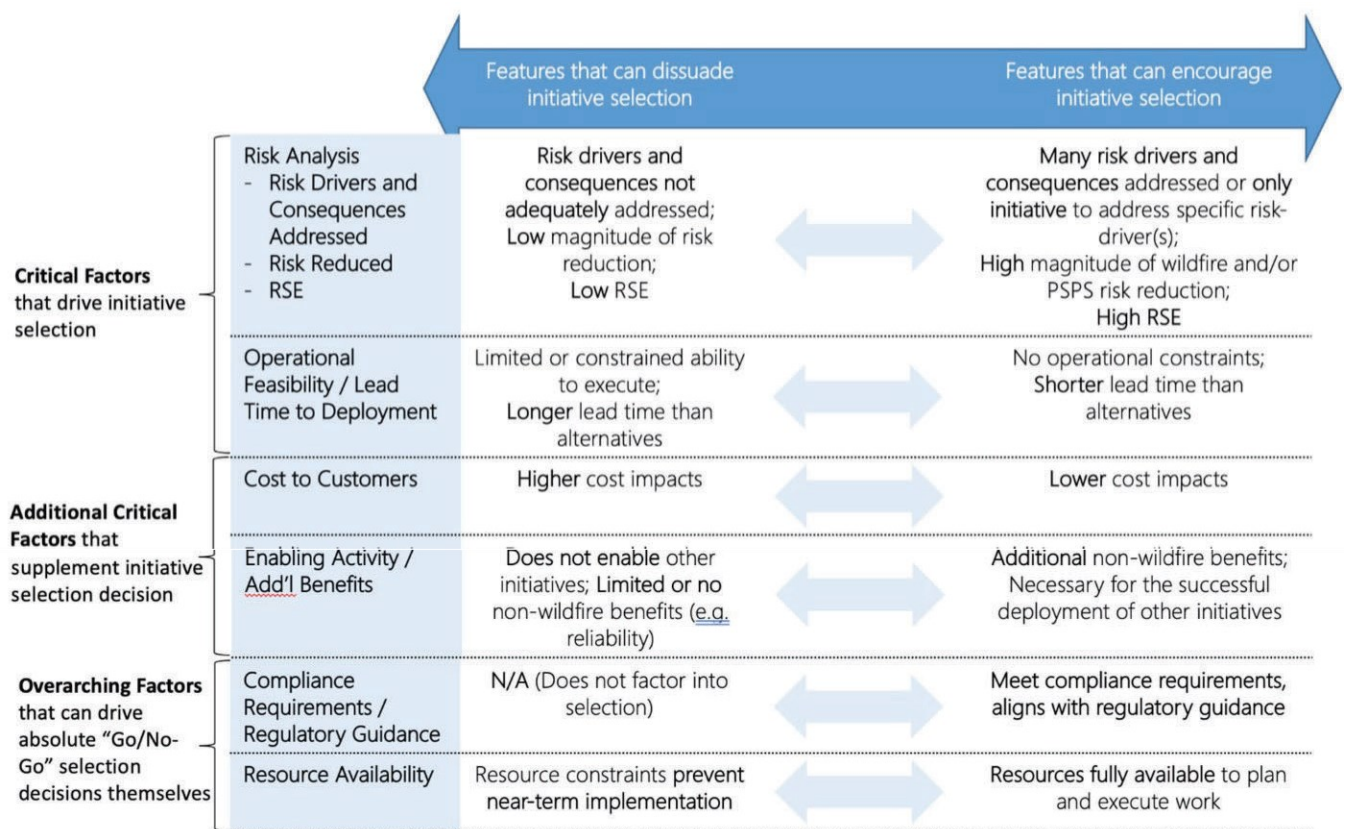 Features that can dissuade
initiative selection
Features that can encourage
initiative selection
Critical Factors
that drive initiative
selection
Risk Analysis
- Risk Drivers and
Consequences
Addressed
- Risk Reduced
- RSE
Risk drivers and
consequences not
adequately addressed;
Low magnitude of risk
reduction;
Low RSE
Many risk drivers and
consequences addressed or only
initiative to address specific risk-
driver(s);
High magnitude of wildfire and/or
PSPS risk reduction;
High RSE
Operational
Feasibility / Lead
Time to Deployment
Limited or constrained ability
to execute;
Longer lead time than
alternatives
No operational constraints;
Shorter lead time than
alternatives
Additional Critical
Factors that
supplement initiative
selection decision
Cost to Customers
Higher cost impacts
Lower cost impacts
Enabling Activity /
Add'l Benefits
Does not enable other
initiatives; Limited or no
non-wildfire benefits (e.g.
reliability)
Additional non-wildfire benefits;
Necessary for the successful
deployment of other initiatives
Overarching Factors
that can drive
absolute “Go/No-
Go” selection
decisions themselves
Compliance
Requirements /
Regulatory Guidance
N/A (Does not factor into
selection)
Meet compliance requirements,
aligns with regulatory guidance
Resource Availability
Resource constraints prevent
near-term implementation
Resources fully available to plan
and execute work